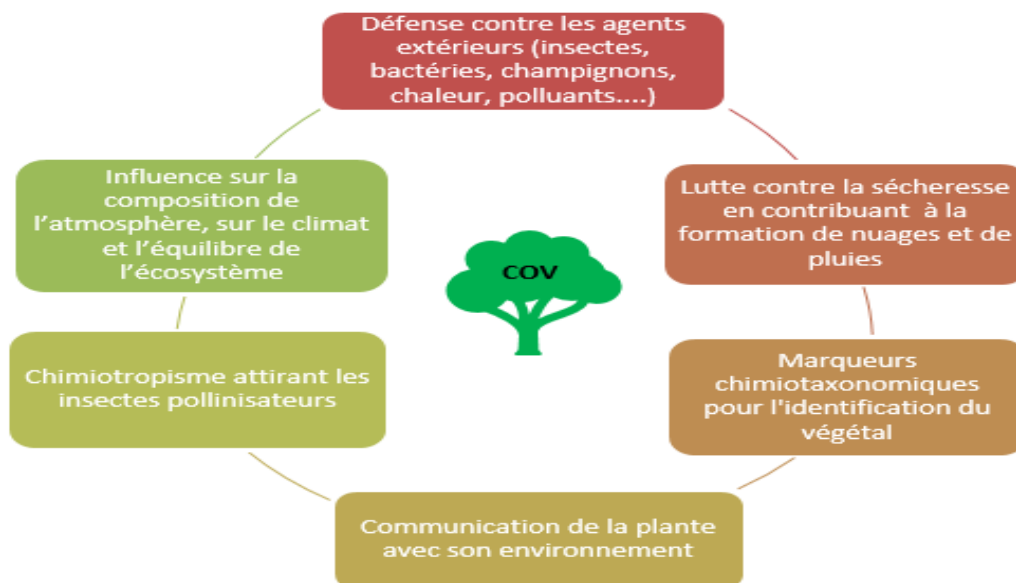 Défense contre les agents
extérieurs (insectes,
bactéries, champignons,
chaleur, polluants....)
Lutte contre la sécheresse
en contribuant à la
formation de nuages et de
pluies
Marqueurs
chimiotaxonomiques
pour l'identification du
végétal
Communication de la plante
avec son environnement
Chimiotropisme attirant les
insectes pollinisateurs
Influence sur la
composition de
l’atmosphère, sur le climat
et l’équilibre de
l’écosystème
COV